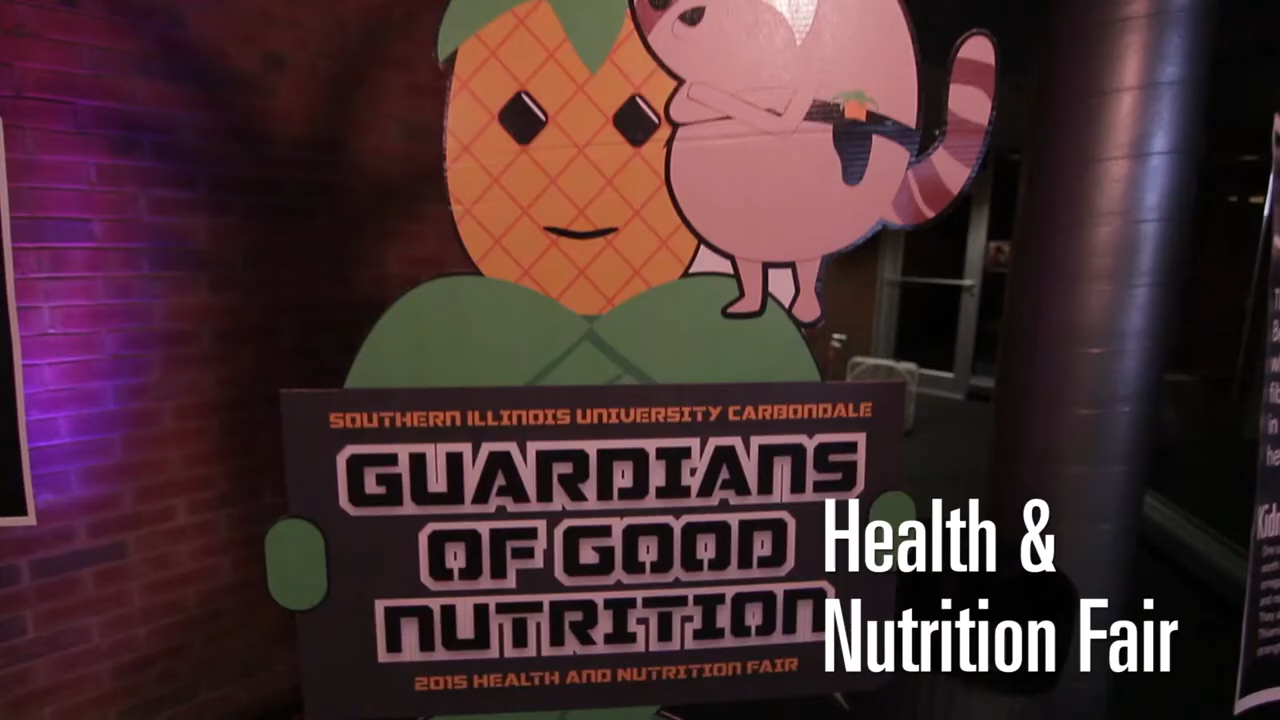 SOUTHERN ILLINOIS UNIVERSITY CARBONDALE
GUARDIANS
OF GOOD
NUTRITION
2015 HEALTH AND NUTRITION FAIR
Health &
Nutrition Fair